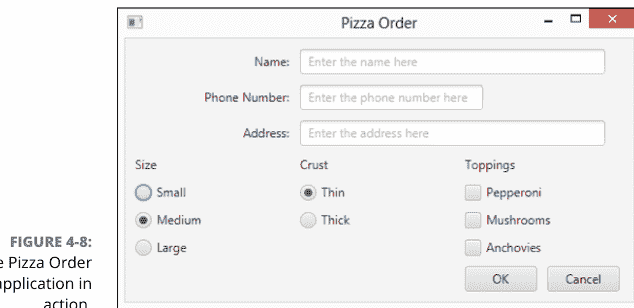 Pizza Order
Name: Enter the name here
Phone Number: Enter the phone number here
Address: Enter the address here
Size Crust Toppings
Small Thin Pepperoni
Medium Thick Mushrooms
Large Anchovies
OK Cancel
FIGURE 4-8:
e Pizza Order
application in
action.